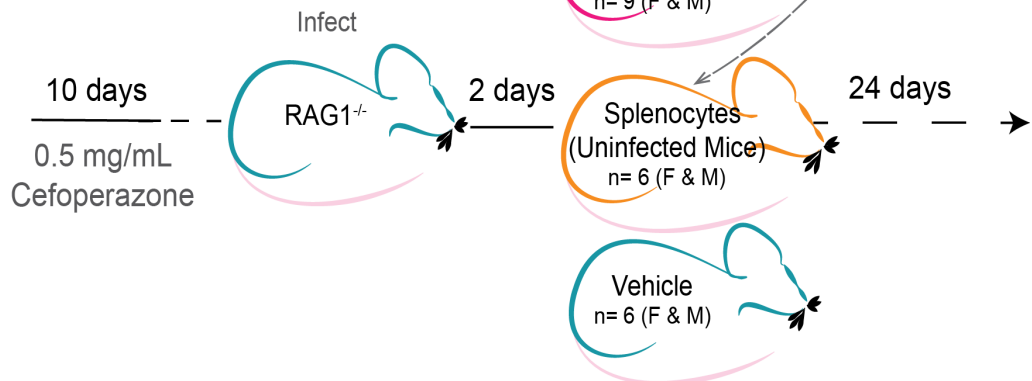 n= 9 (F & M)
Infect
10 days
RAG1-/-
2 days
Splenocytes
(Uninfected Mice)
n= 6 (F & M)
24 days
0.5 mg/mL
Cefoperazone
Vehicle
n= 6 (F & M)